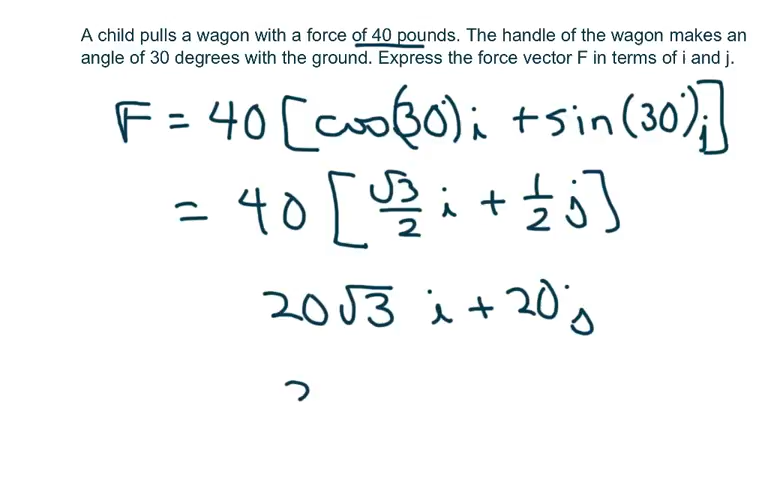 A child pulls a wagon with a force of 40 pounds. The handle of the wagon makes an
angle of 30 degrees with the ground. Express the force vector F in terms of i and j.
F = 40 [cos(30°)i + sin(30°)j]
= 40 [√3/2 i + 1/2 j]
20√3 i + 20j